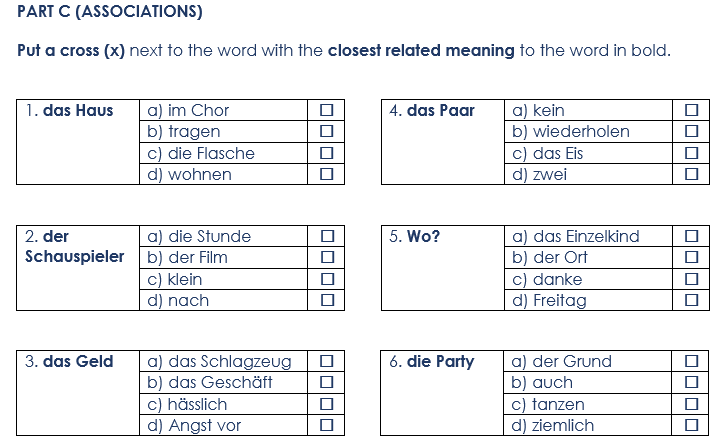 PART C (ASSOCIATIONS)
Put a cross (x) next to the word with the closest related meaning to the word in bold.
1. das Haus
a) im Chor
b) tragen
c) die Flasche
d) wohnen
4. das Paar
a) kein
b) wiederholen
c) das Eis
d) zwei
2. der
Schauspieler
a) die Stunde
b) der Film
c) klein
d) nach
5. Wo?
a) das Einzelkind
b) der Ort
c) danke
d) Freitag
3. das Geld
a) das Schlagzeug
b) das Geschäft
c) hässlich
d) Angst vor
6. die Party
a) der Grund
b) auch
c) tanzen
d) ziemlich